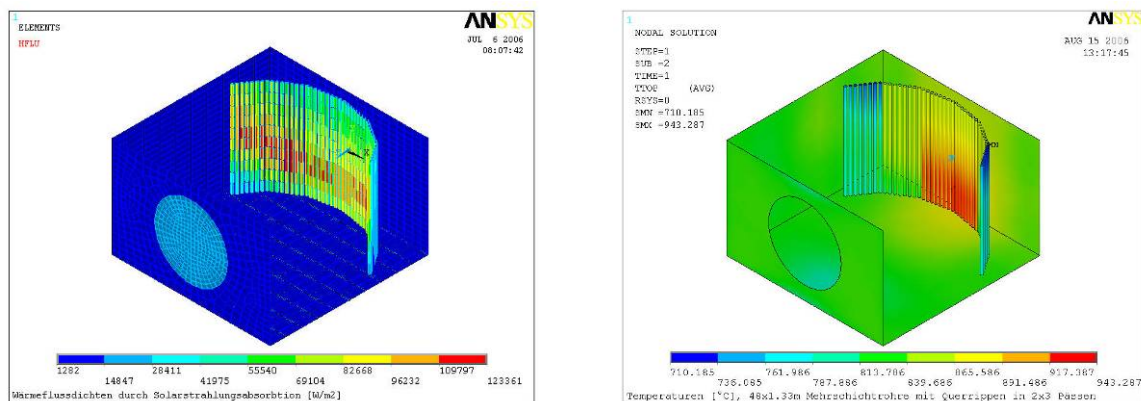 1
ELEMENTS
HFLU
ANSYS
JUL 6 2006
08:07:42
X
1282 28411 55540 82668 109797
14847 41975 69104 96232 123361
Wärmeflussdichten durch Solarstrahlungsabsorbtion [W/m2]
1
NODAL SOLUTION
STEP=1
SUB =2
TIME=1
TTOP (AVG)
RSYS=0
SMN =710.185
SMX =943.287
ANSYS
AUG 15 2006
13:17:45
710.185 761.986 813.786 865.586 917.387
736.085 787.886 839.686 891.486 943.287
Temperaturen [°C], 48x1.33m Mehrschichtrohre mit Querrippen in 2x3 Pässen